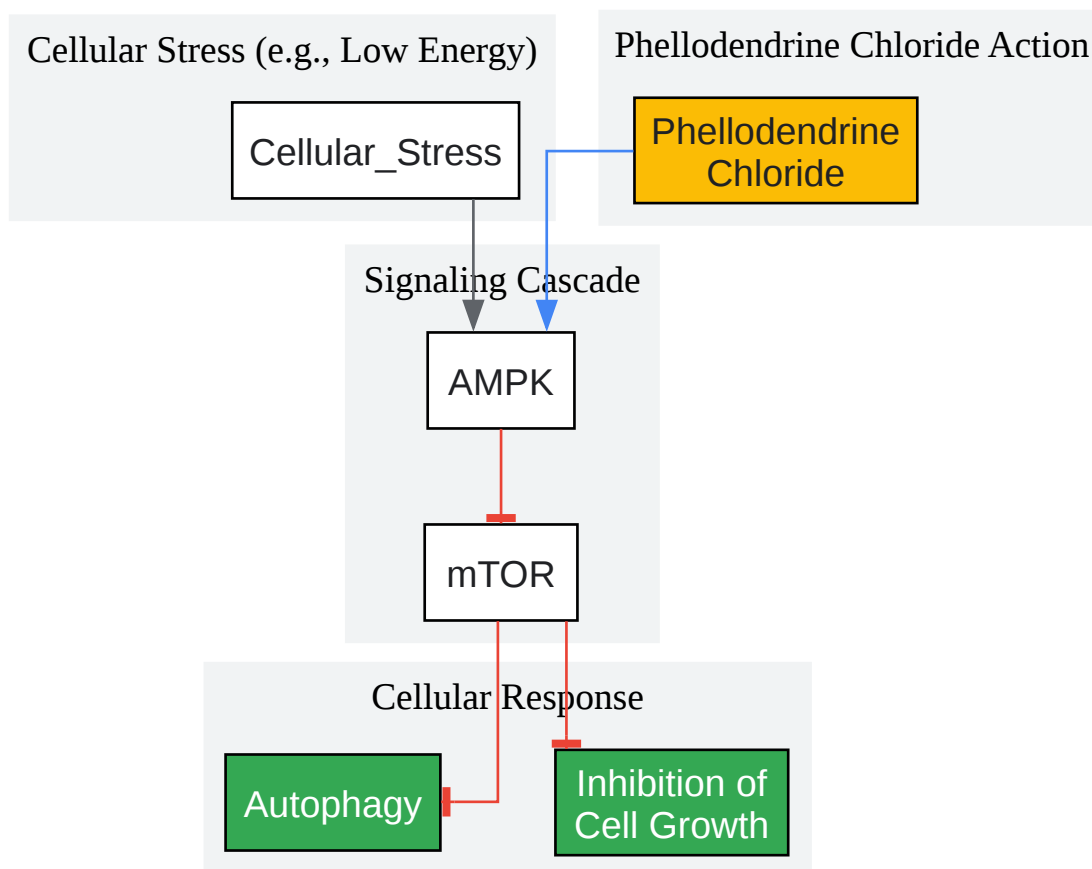 Cellular Stress (e.g., Low Energy)
Phellodendrine Chloride Action
Cellular_Stress
Phellodendrine
Chloride
Signaling Cascade
AMPK
mTOR
Cellular Response
Autophagy
Inhibition of
Cell Growth